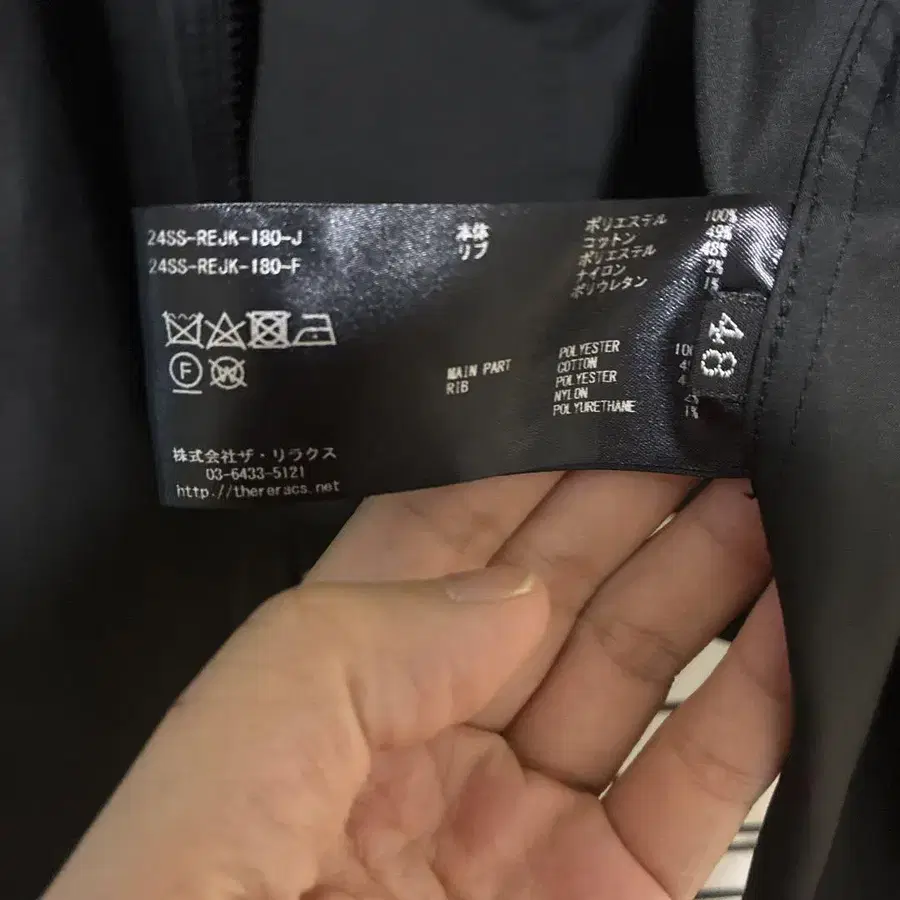 24SS-REJK-180-J
24SS-REJK-180-F
本体 ポリエステル 100%
リブ コットン 49%
ポリエステル 48%
ナイロン 2%
ポリウレタン 1%
F W
MAIN PART POLYESTER
RIB COTTON
POLYESTER
NYLON 2%
POLYURETHANE 1%
48
株式会社ザ・リラクス
03-6433-5121
http://thereracs.net